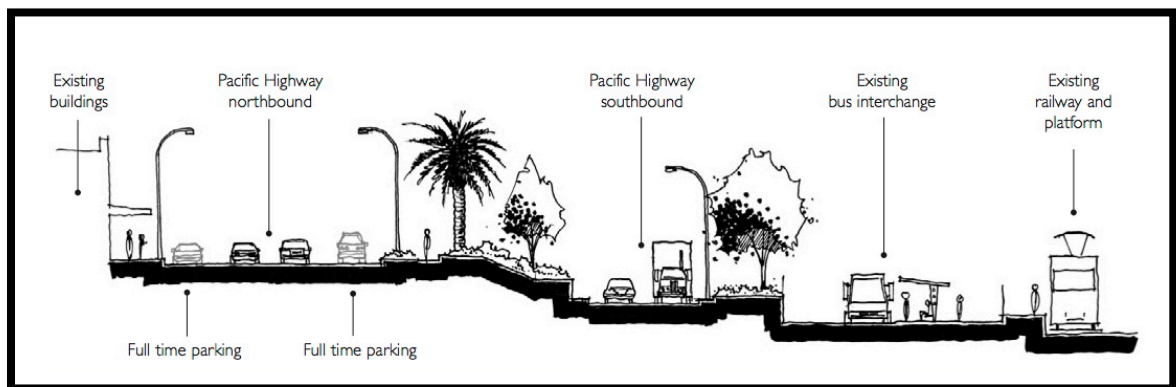 Existing
buildings
Pacific Highway
northbound
Pacific Highway
southbound
Existing
bus interchange
Existing
railway and
platform
Full time parking
Full time parking